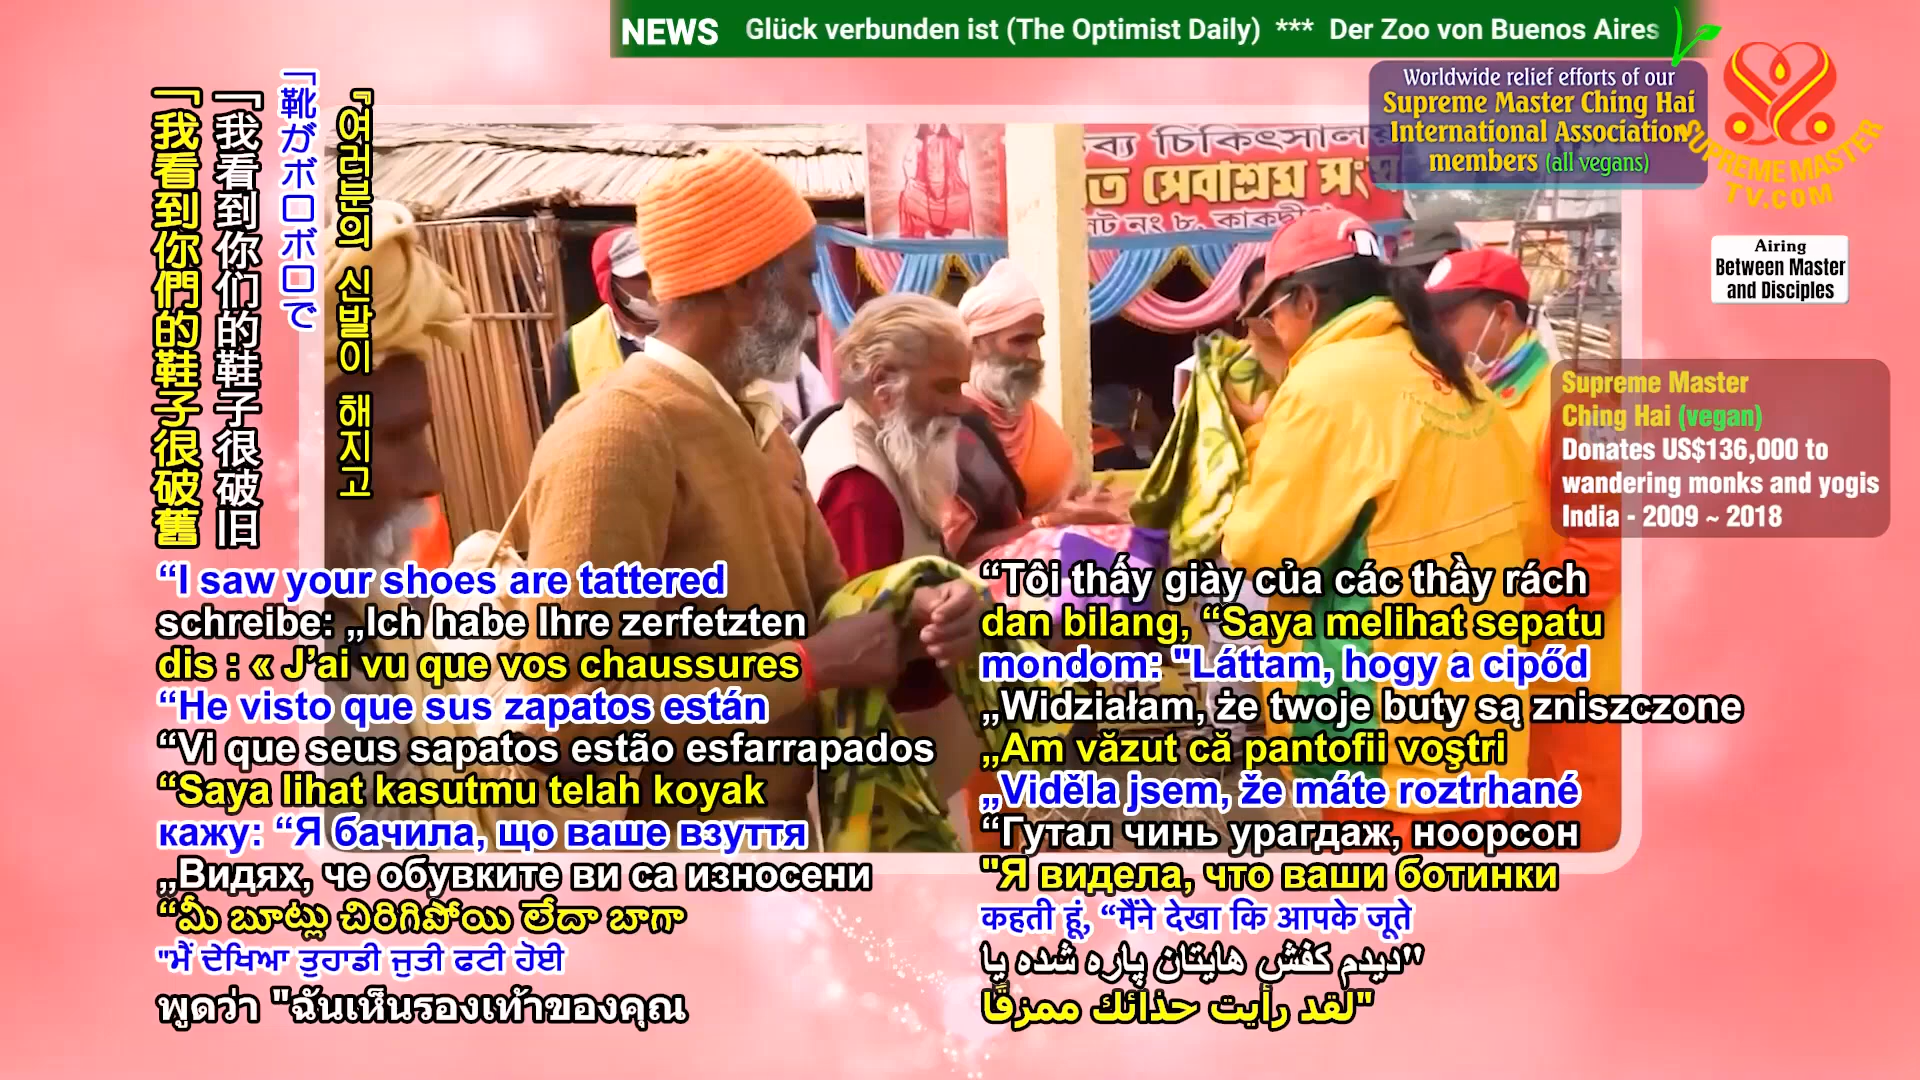 NEWS Glück verbunden ist (The Optimist Daily) *** Der Zoo von Buenos Aires
Worldwide relief efforts of our
Supreme Master Ching Hai
International Association
members (all vegans)
SUPREME MASTER
TV.COM
Airing
Between Master
and Disciples
Supreme Master
Ching Hai (vegan)
Donates US$136,000 to
wandering monks and yogis
India - 2009 ~ 2018
চিকিৎসালয়
সেবাশ্রম
নং ৮, কাকদ্বীপ
「我看到你們的鞋子很破舊
「我看到你们的鞋子很破旧
「靴がボロボロで
『여러분의 신발이 해지고
“I saw your shoes are tattered
schreibe: „Ich habe Ihre zerfetzten
dis : « J’ai vu que vos chaussures
“He visto que sus zapatos están
“Vi que seus sapatos estão esfarrapados
“Saya lihat kasutmu telah koyak
кажу: “Я бачила, що ваше взуття
„Видях, че обувките ви са износени
“మీ బూట్లు చిరిగిపోయి లేదా బాగా
"ਮੈਂ ਦੇਖਿਆ ਤੁਹਾਡੀ ਜੁਤੀ ਫਟੀ ਹੋਈ
พูดว่า "ฉันเห็นรองเท้าของคุณ
“Tôi thấy giày của các thầy rách
dan bilang, “Saya melihat sepatu
mondom: "Láttam, hogy a cipőd
„Widziałam, że twoje buty są zniszczone
„Am văzut că pantofii voştri
„Viděla jsem, že máte roztrhané
“Гутал чинь урагдаж, ноорсон
"Я видела, что ваши ботинки
कहती हूं, “मैंने देखा कि आपके जूते
"دیدم کفش هایتان پاره شده یا
"لقد رأيت حذائك ممزقًا